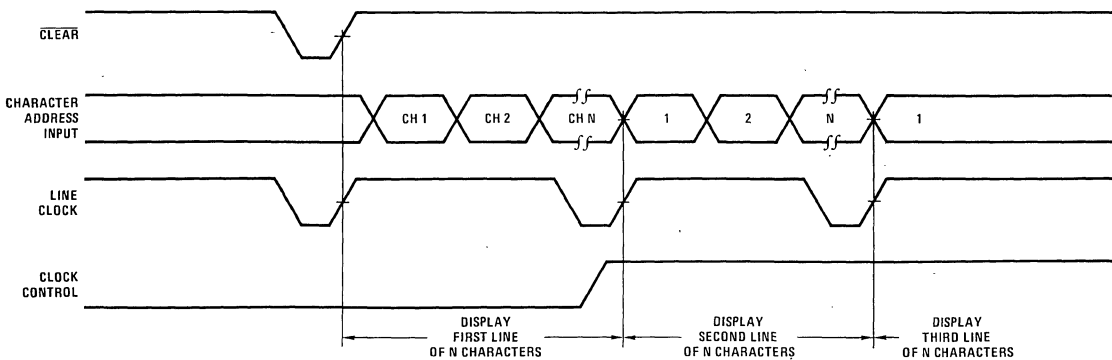 CLEAR
CHARACTER
ADDRESS
INPUT
CH 1 CH 2 CH N 1 2 N 1
LINE
CLOCK
CLOCK
CONTROL
DISPLAY
FIRST LINE
OF N CHARACTERS
DISPLAY
SECOND LINE
OF N CHARACTERS
DISPLAY
THIRD LINE
OF N CHARACTERS